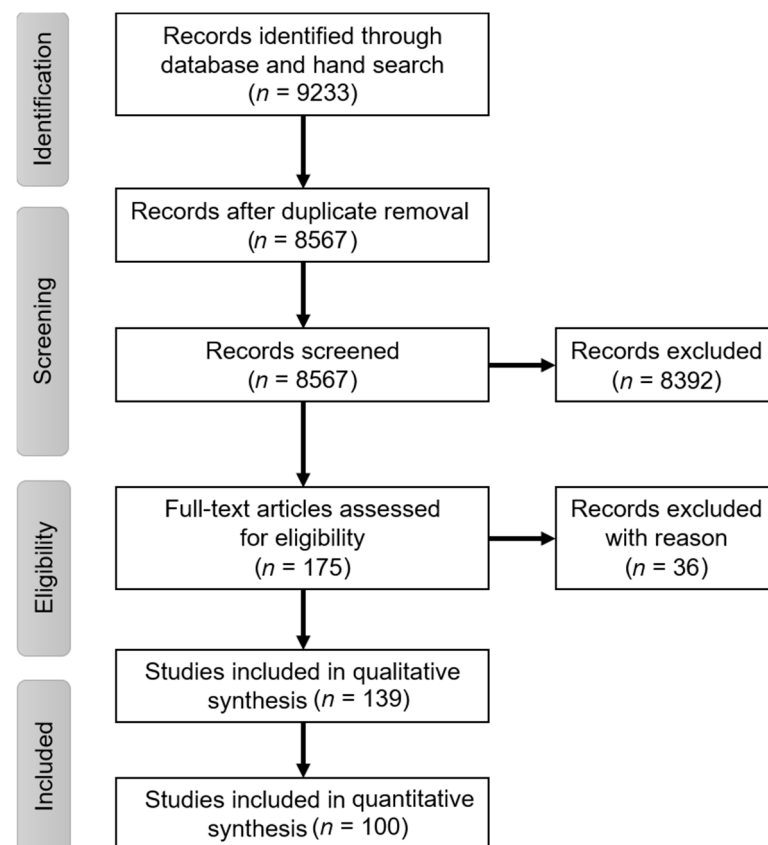 Identification
Records identified through
database and hand search
(n = 9233)
Screening
Records after duplicate removal
(n = 8567)
Records screened
(n = 8567)
Records excluded
(n = 8392)
Eligibility
Full-text articles assessed
for eligibility
(n = 175)
Records excluded
with reason
(n = 36)
Included
Studies included in qualitative
synthesis (n = 139)
Studies included in quantitative
synthesis (n = 100)